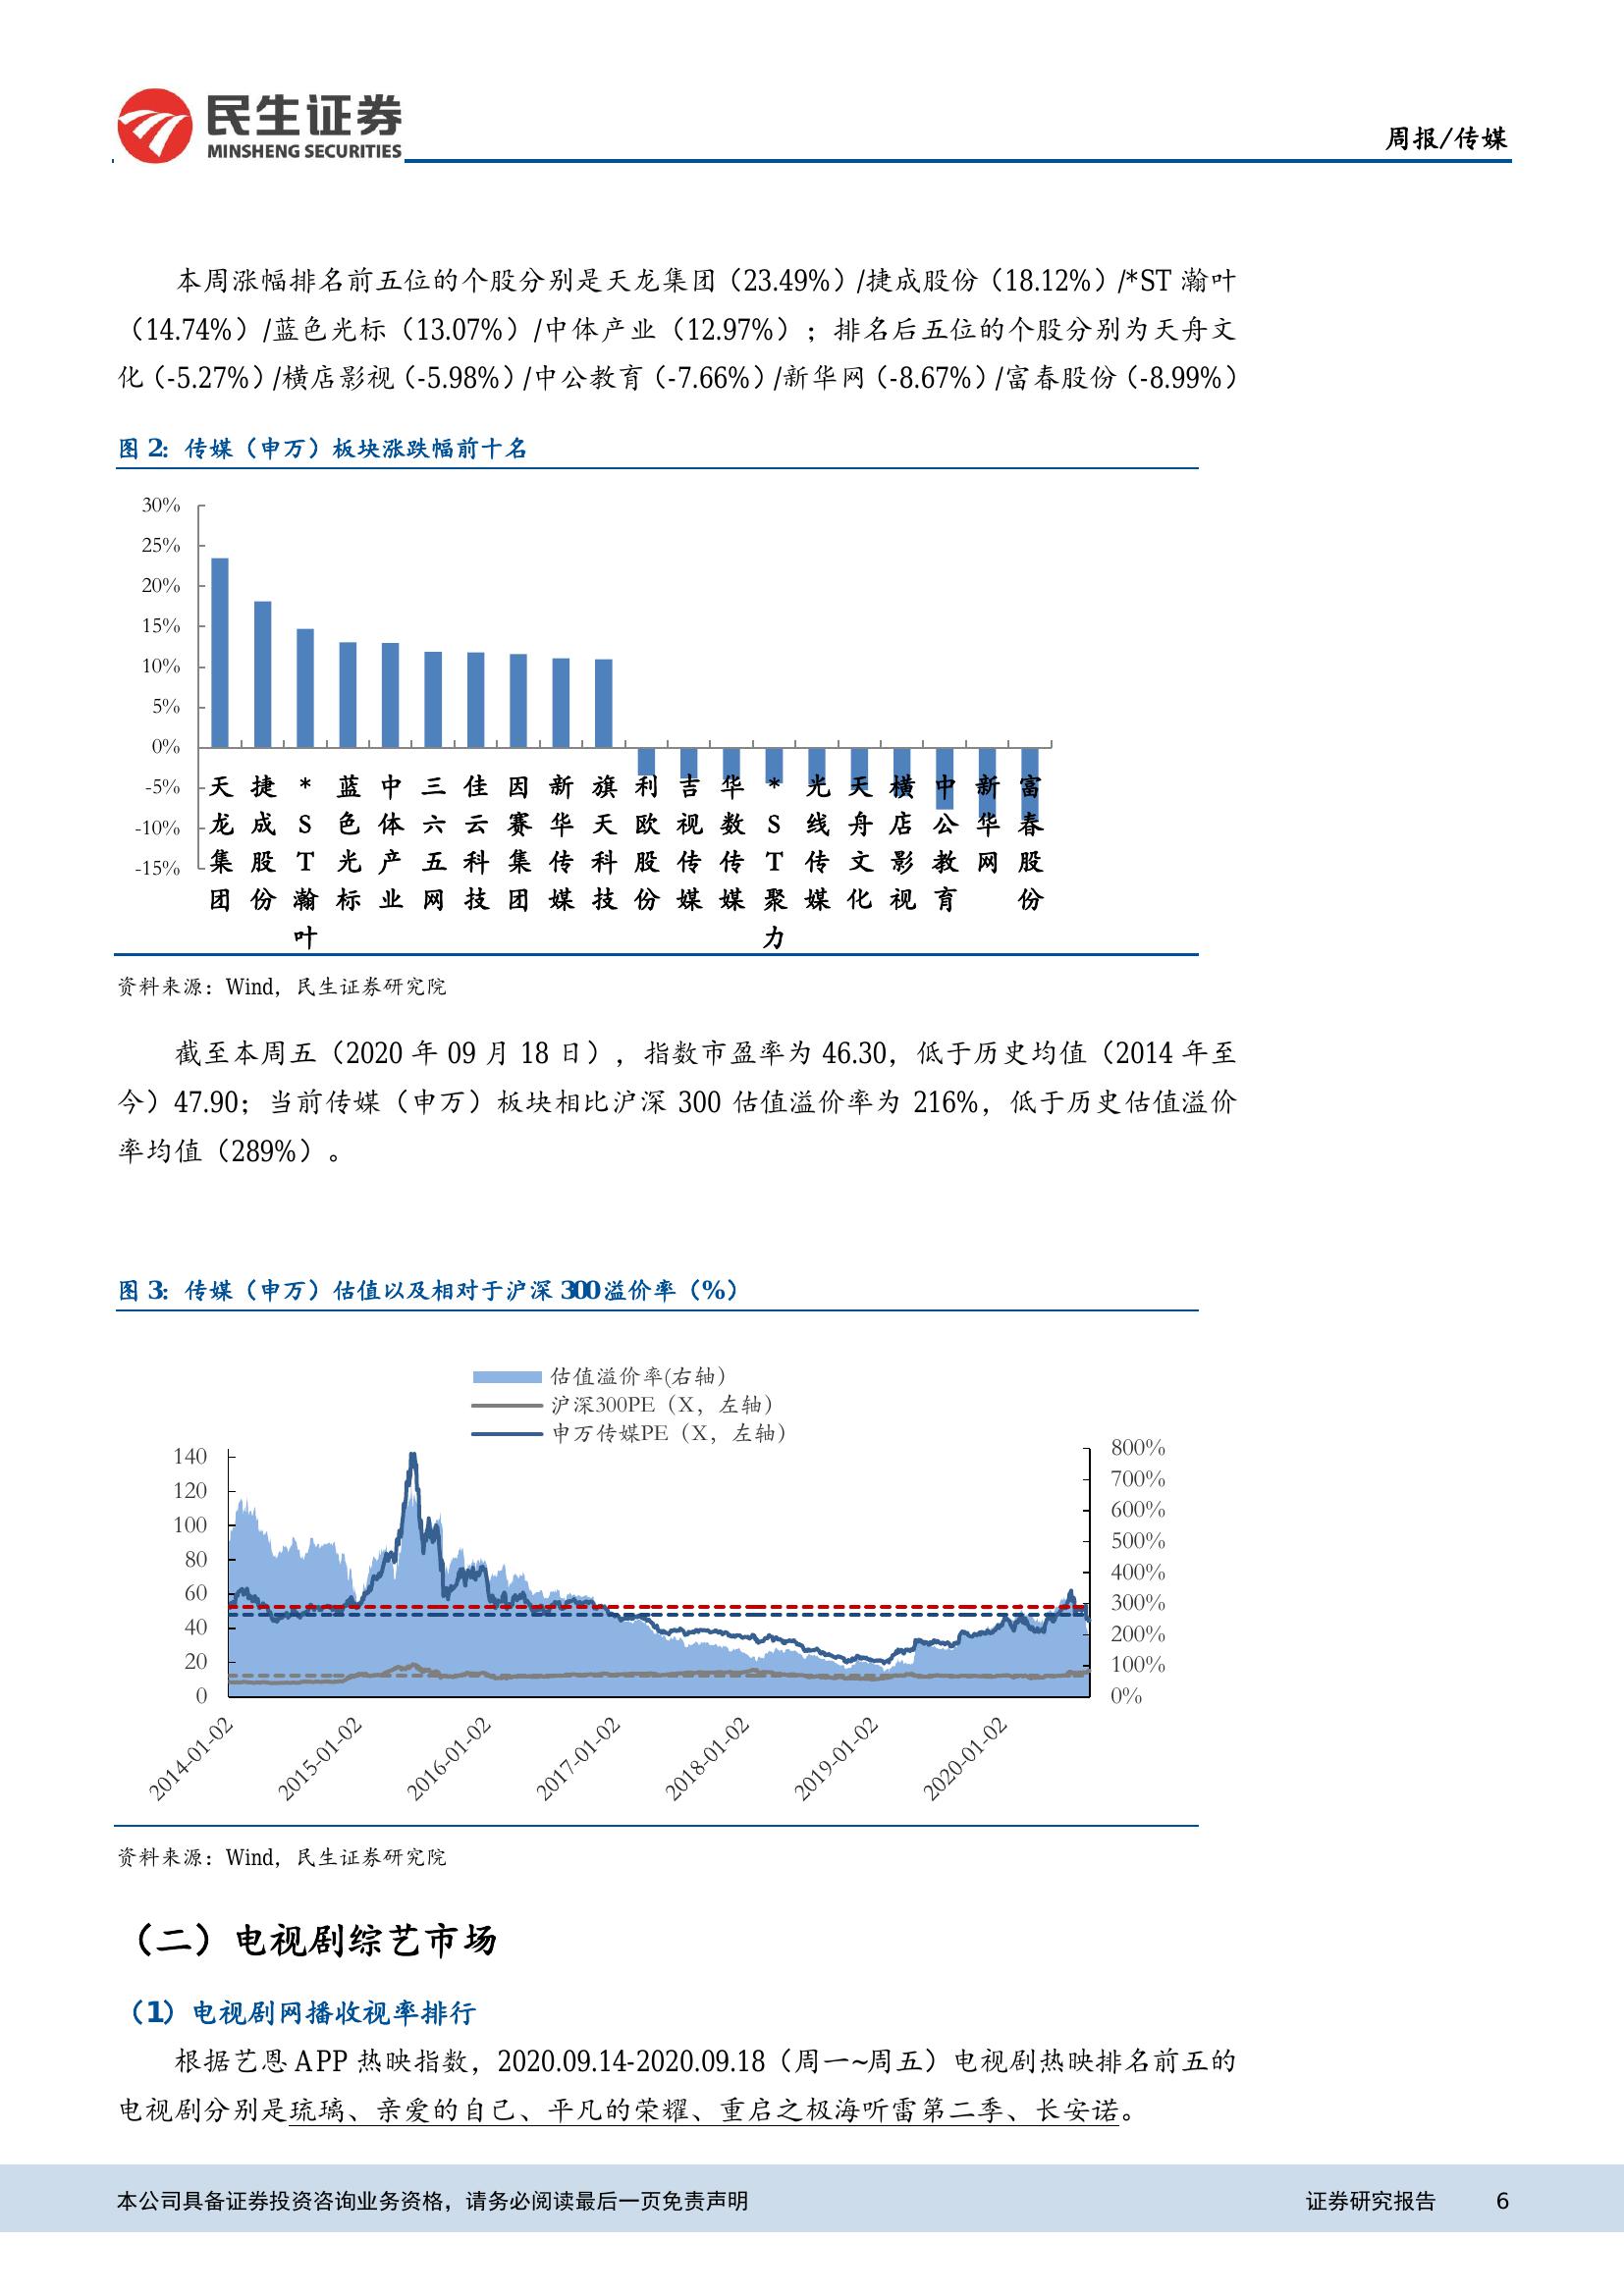 民生证券
MINSHENG SECURITIES
周报/传媒
本周涨幅排名前五位的个股分别是天龙集团（23.49%）/捷成股份（18.12%）/*ST 瀚叶
（14.74%）/蓝色光标（13.07%）/中体产业（12.97%）；排名后五位的个股分别为天舟文
化（-5.27%）/横店影视（-5.98%）/中公教育（-7.66%）/新华网（-8.67%）/富春股份（-8.99%）
图 2：传媒（申万）板块涨跌幅前十名
30%
25%
20%
15%
10%
5%
0%
-5%
-10%
-15%
天龙集团
捷成股份
*ST瀚叶
蓝色光标
中体产业
三六五网
佳云科技
因赛集团
新华传媒
旗天科技
利欧股份
吉视传媒
华数传媒
*ST聚力
光线传媒
天舟文化
横店影视
中公教育
新华网
富春股份
资料来源：Wind，民生证券研究院
截至本周五（2020 年 09 月 18 日），指数市盈率为 46.30，低于历史均值（2014 年至
今）47.90；当前传媒（申万）板块相比沪深 300 估值溢价率为 216%，低于历史估值溢价
率均值（289%）。
图 3：传媒（申万）估值以及相对于沪深 300 溢价率（%）
估值溢价率(右轴)
沪深300PE（X，左轴）
申万传媒PE（X，左轴）
140
120
100
80
60
40
20
0
800%
700%
600%
500%
400%
300%
200%
100%
0%
2014-01-02
2015-01-02
2016-01-02
2017-01-02
2018-01-02
2019-01-02
2020-01-02
资料来源：Wind，民生证券研究院
（二）电视剧综艺市场
（1）电视剧网播收视率排行
根据艺恩 APP 热映指数，2020.09.14-2020.09.18（周一~周五）电视剧热映排名前五的
电视剧分别是琉璃、亲爱的自己、平凡的荣耀、重启之极海听雷第二季、长安诺。
本公司具备证券投资咨询业务资格，请务必阅读最后一页免责声明
证券研究报告
6